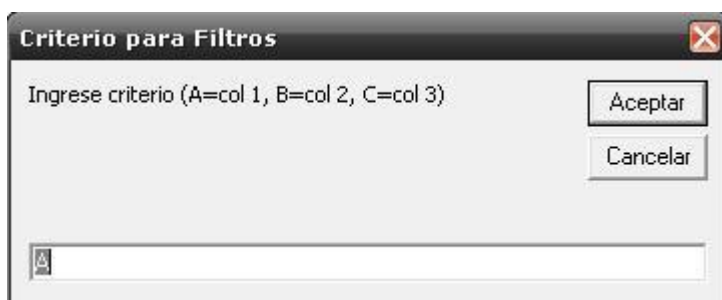 Criterio para Filtros
Ingrese criterio (A=col 1, B=col 2, C=col 3)
Aceptar
Cancelar
A